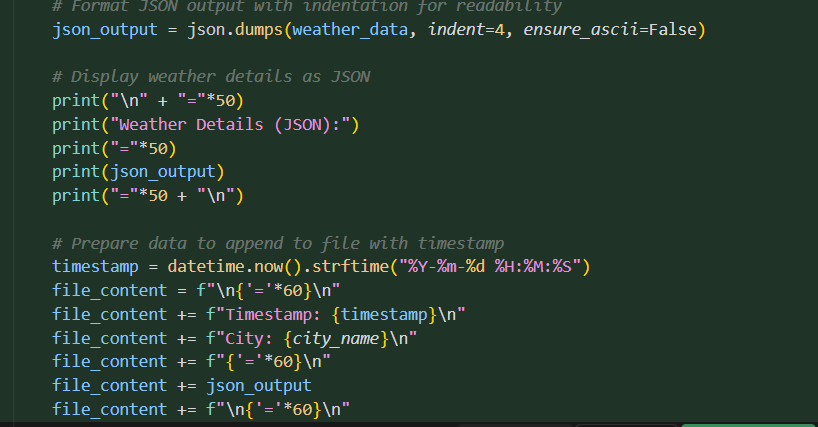 # Format JSON output with indentation for readability
json_output = json.dumps(weather_data, indent=4, ensure_ascii=False)
# Display weather details as JSON
print("\n" + "="*50)
print("Weather Details (JSON):")
print("="*50)
print(json_output)
print("="*50 + "\n")
# Prepare data to append to file with timestamp
timestamp = datetime.now().strftime("%Y-%m-%d %H:%M:%S")
file_content = f"\n{'='*60}\n"
file_content += f"Timestamp: {timestamp}\n"
file_content += f"City: {city_name}\n"
file_content += f"{'='*60}\n"
file_content += json_output
file_content += f"\n{'='*60}\n"